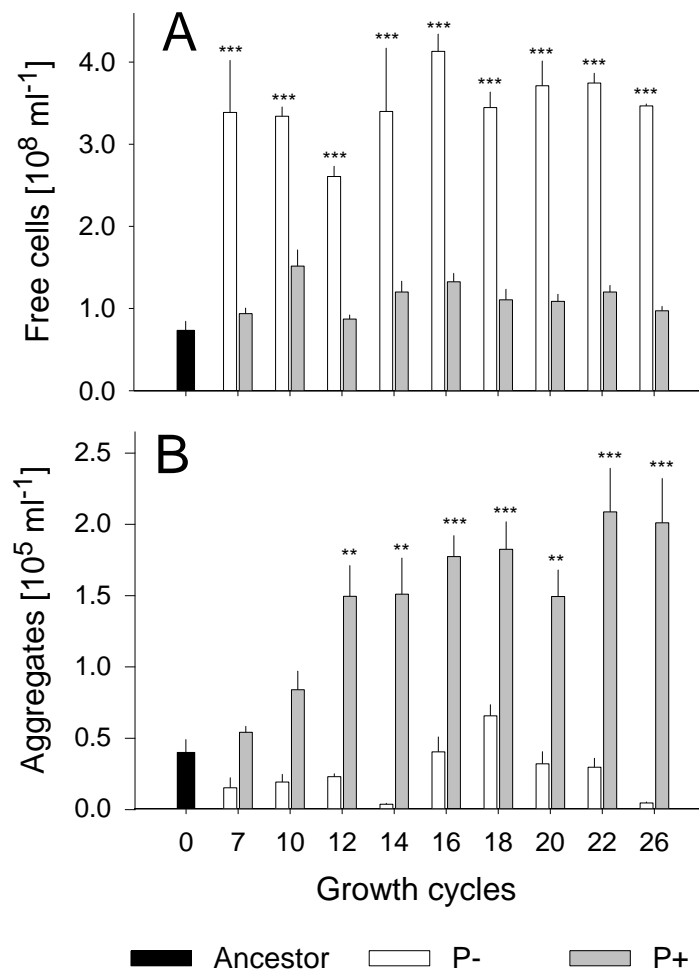 A
Free cells [10⁸ ml⁻¹]
4.0
3.0
2.0
1.0
0.0
*** *** *** *** *** *** *** *** ***
B
Aggregates [10⁵ ml⁻¹]
2.5
2.0
1.5
1.0
0.5
0.0
** ** *** *** ** *** ***
0 7 10 12 14 16 18 20 22 26
Growth cycles
Ancestor P- P+